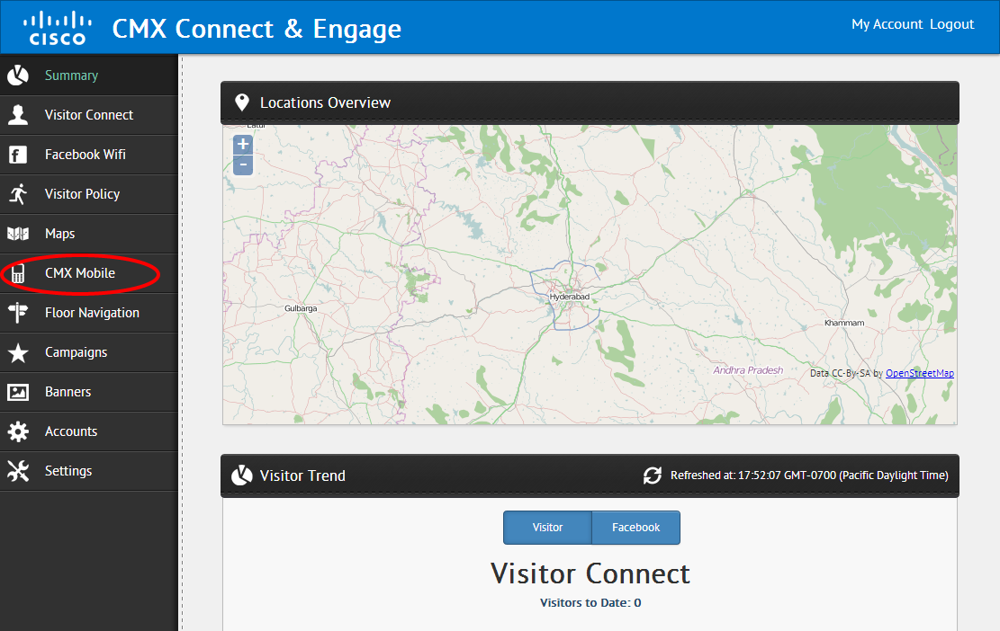 CISCO
CMX Connect & Engage
My Account Logout
Summary
Visitor Connect
Facebook Wifi
Visitor Policy
Maps
CMX Mobile
Floor Navigation
Campaigns
Banners
Accounts
Settings
Locations Overview
Latur
+
-
Hyderabad
Gulbarga
Khammam
Andhra Pradesh
Data CC-By-SA by OpenStreetMap
Visitor Trend
Refreshed at: 17:52:07 GMT-0700 (Pacific Daylight Time)
Visitor Facebook
Visitor Connect
Visitors to Date: 0